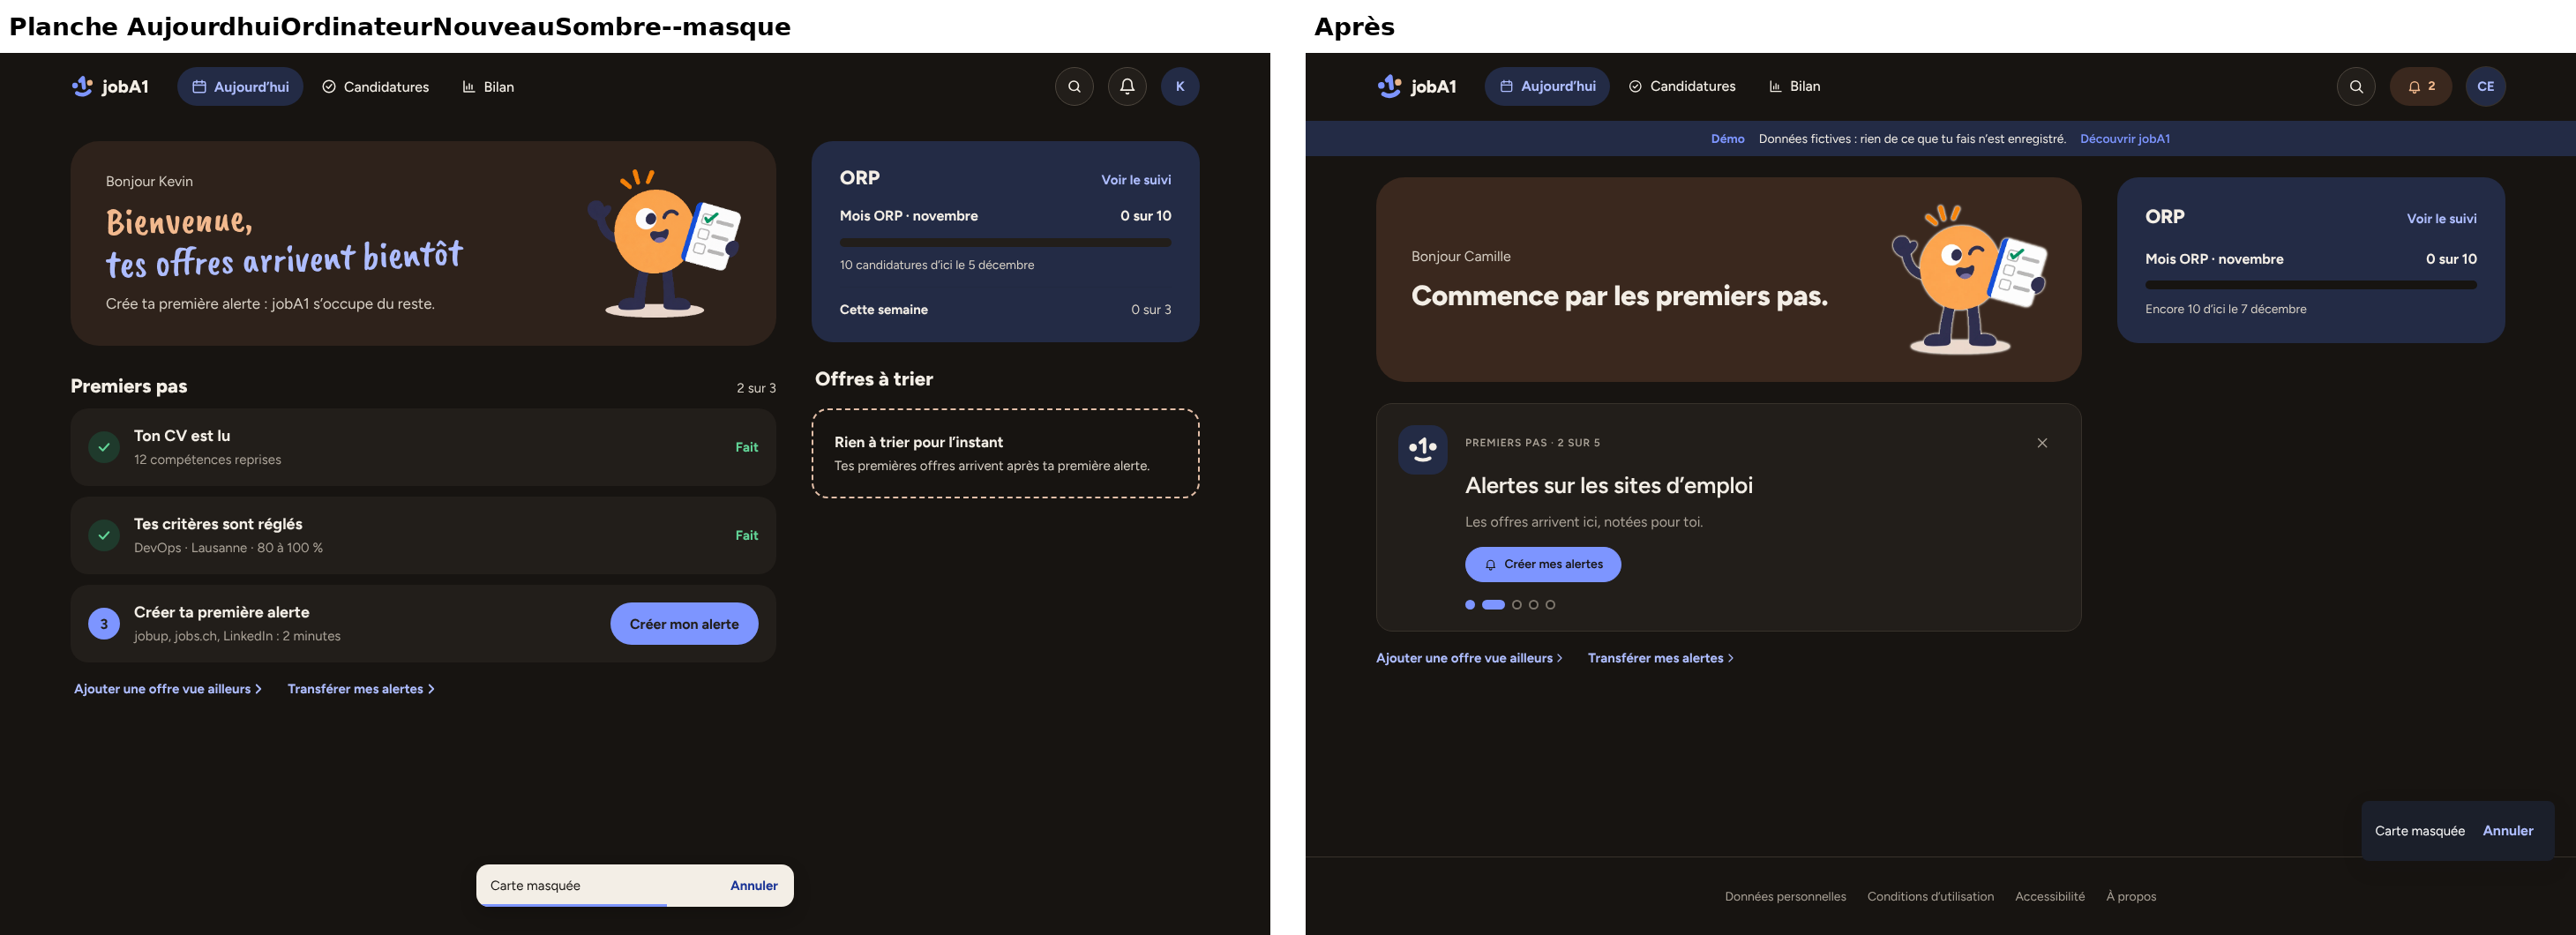 Planche AujourdhuiOrdinateurNouveauSombre--masque
jobA1
Aujourd'hui
Candidatures
Bilan
K
Bonjour Kevin
Bienvenue,
tes offres arrivent bientôt
Crée ta première alerte : jobA1 s'occupe du reste.
ORP
Voir le suivi
Mois ORP · novembre
0 sur 10
10 candidatures d'ici le 5 décembre
Cette semaine
0 sur 3
Premiers pas
2 sur 3
Ton CV est lu
12 compétences reprises
Fait
Tes critères sont réglés
DevOps · Lausanne · 80 à 100 %
Fait
3
Créer ta première alerte
jobup, jobs.ch, LinkedIn : 2 minutes
Créer mon alerte
Ajouter une offre vue ailleurs
Transférer mes alertes
Offres à trier
Rien à trier pour l'instant
Tes premières offres arrivent après ta première alerte.
Carte masquée
Annuler
Après
jobA1
Aujourd'hui
Candidatures
Bilan
2
CE
Démo
Données fictives : rien de ce que tu fais n'est enregistré.
Découvrir jobA1
Bonjour Camille
Commence par les premiers pas.
ORP
Voir le suivi
Mois ORP · novembre
0 sur 10
Encore 10 d'ici le 7 décembre
PREMIERS PAS · 2 SUR 5
Alertes sur les sites d'emploi
Les offres arrivent ici, notées pour toi.
Créer mes alertes
Ajouter une offre vue ailleurs
Transférer mes alertes
Carte masquée
Annuler
Données personnelles
Conditions d'utilisation
Accessibilité
À propos